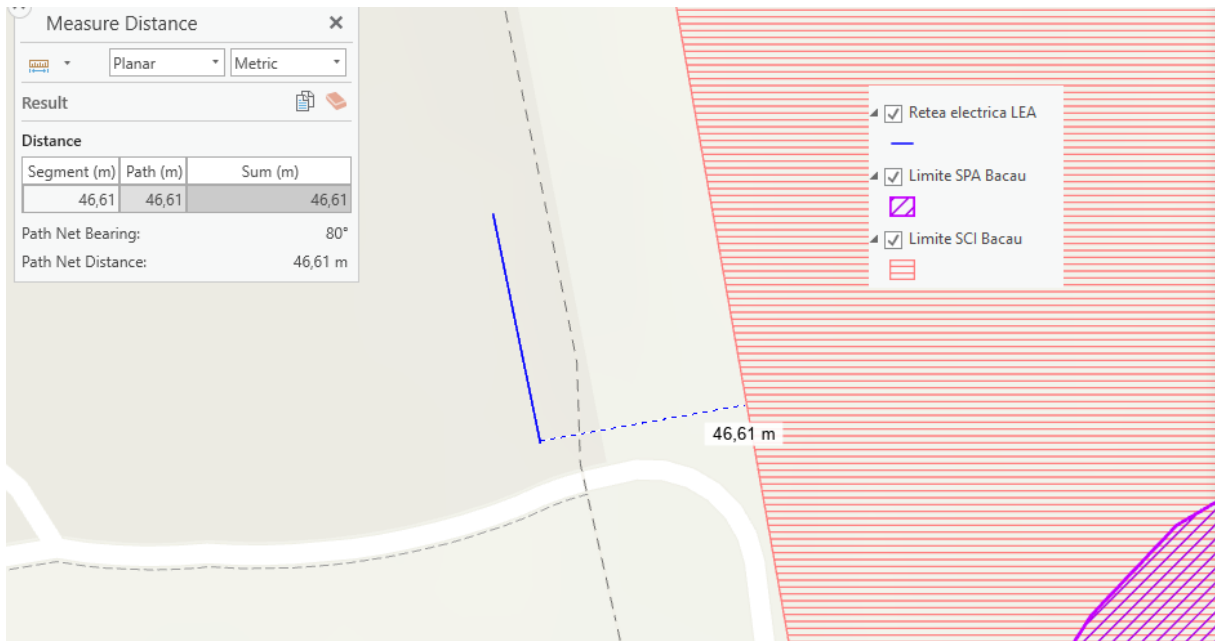 Measure Distance
Planar Metric
Result
Distance
Segment (m) Path (m) Sum (m)
46,61 46,61 46,61
Path Net Bearing: 80°
Path Net Distance: 46,61 m
Retea electrica LEA
Limite SPA Bacau
Limite SCI Bacau
46,61 m